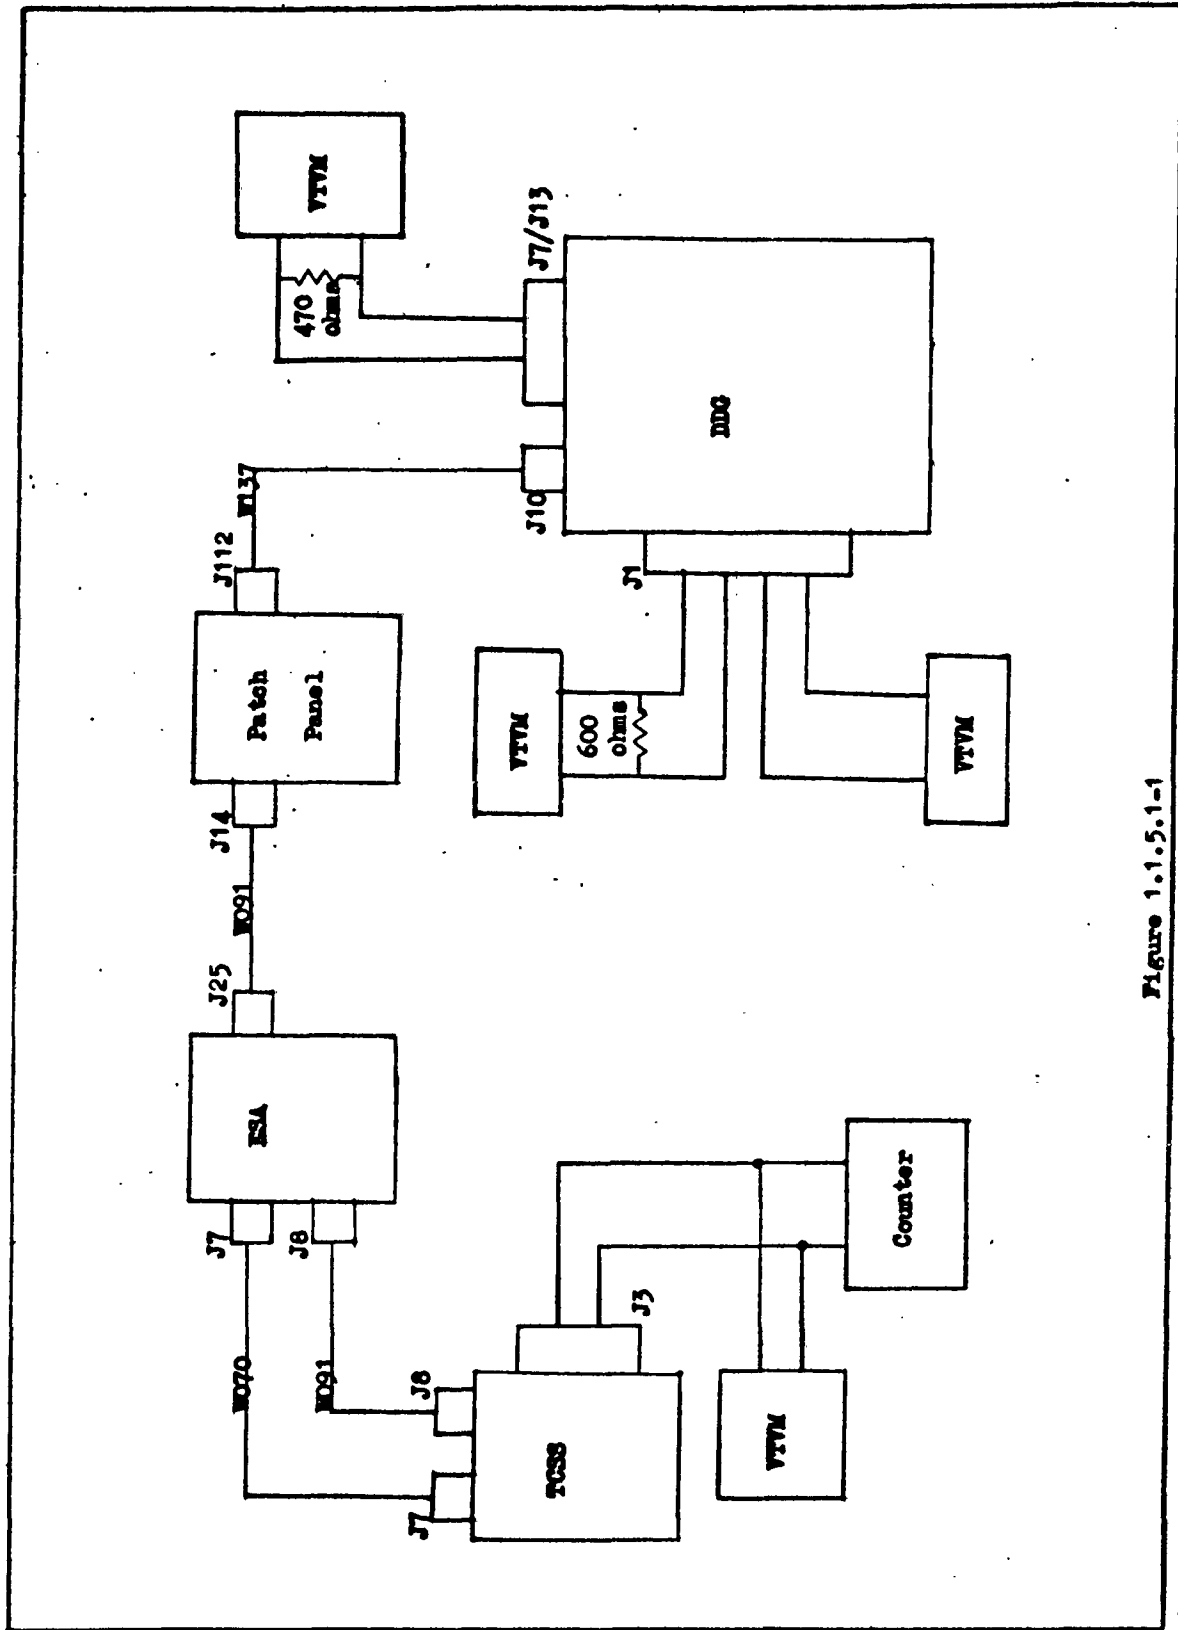 W070
W091
J7
J8
ESA
J25
W091
J14
Patch
Panel
J112
W137
VTVM
470
ohms
J7
J8
TCSS
J3
VTVM
600
ohms
J1
J10
J7/J13
DDG
VTVM
Counter
VTVM
Figure 1.1.5.1-1